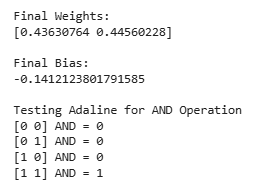 Final Weights:
[0.43630764 0.44560228]
Final Bias:
-0.1412123801791585
Testing Adaline for AND Operation
[0 0] AND = 0
[0 1] AND = 0
[1 0] AND = 0
[1 1] AND = 1